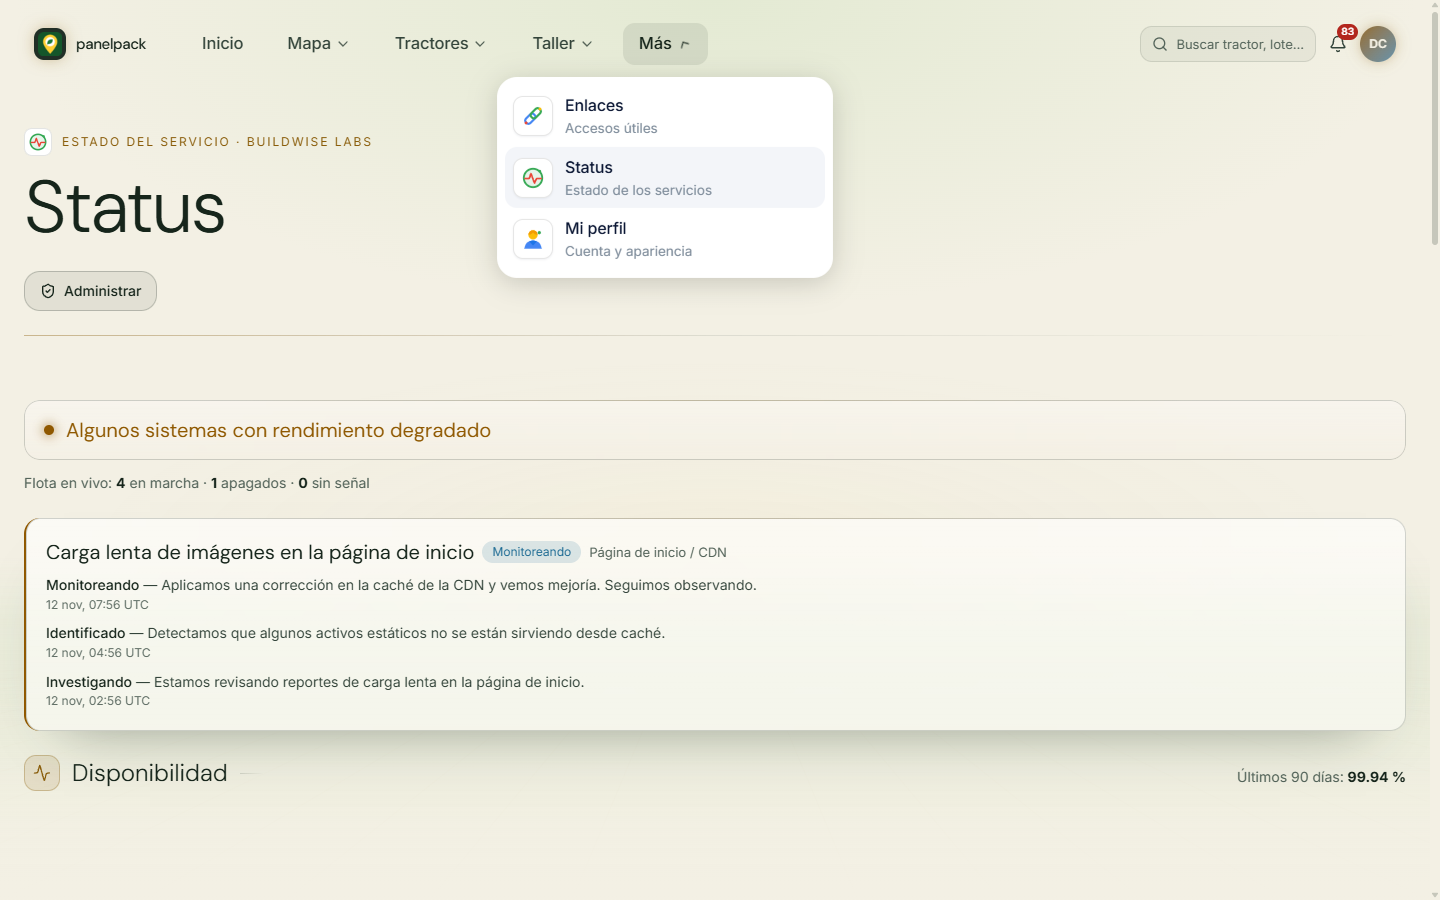 panelpack
Inicio
Mapa
Tractores
Taller
Más
Buscar tractor, lote...
83
DC
Enlaces
Accesos útiles
Status
Estado de los servicios
Mi perfil
Cuenta y apariencia
ESTADO DEL SERVICIO · BUILDWISE LABS
Status
Administrar
Algunos sistemas con rendimiento degradado
Flota en vivo: 4 en marcha · 1 apagados · 0 sin señal
Carga lenta de imágenes en la página de inicio Monitoreando Página de inicio / CDN
Monitoreando — Aplicamos una corrección en la caché de la CDN y vemos mejoría. Seguimos observando.
12 nov, 07:56 UTC
Identificado — Detectamos que algunos activos estáticos no se están sirviendo desde caché.
12 nov, 04:56 UTC
Investigando — Estamos revisando reportes de carga lenta en la página de inicio.
12 nov, 02:56 UTC
Disponibilidad
Últimos 90 días: 99.94 %